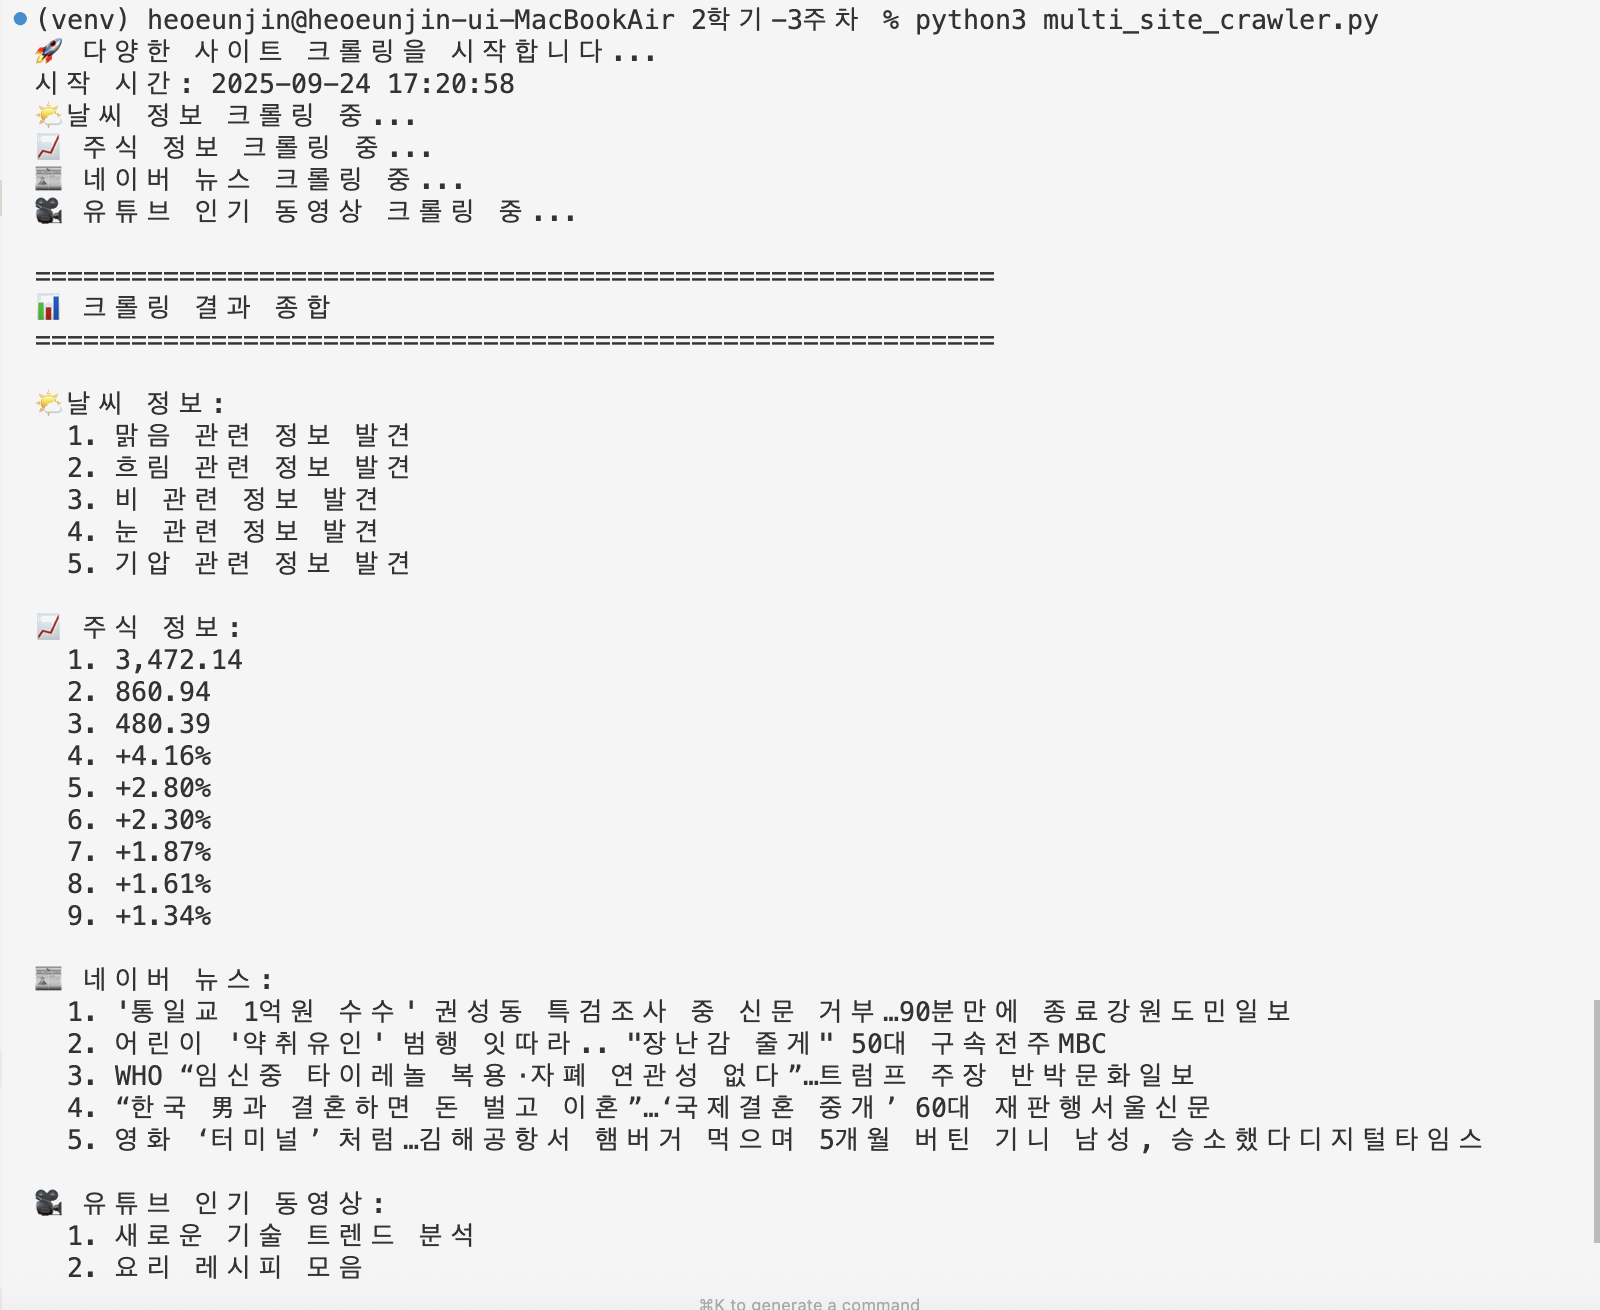 (venv) heoeunjin@heoeunjin-ui-MacBookAir 2학기-3주차 % python3 multi_site_crawler.py
🚀 다양한 사이트 크롤링을 시작합니다...
시작 시간: 2025-09-24 17:20:58
🌤️날씨 정보 크롤링 중...
📈 주식 정보 크롤링 중...
📰 네이버 뉴스 크롤링 중...
🎥 유튜브 인기 동영상 크롤링 중...
============================================================
📊 크롤링 결과 종합
============================================================
🌤️날씨 정보:
1. 맑음 관련 정보 발견
2. 흐림 관련 정보 발견
3. 비 관련 정보 발견
4. 눈 관련 정보 발견
5. 기압 관련 정보 발견
📈 주식 정보:
1. 3,472.14
2. 860.94
3. 480.39
4. +4.16%
5. +2.80%
6. +2.30%
7. +1.87%
8. +1.61%
9. +1.34%
📰 네이버 뉴스:
1. '통일교 1억원 수수' 권성동 특검조사 중 신문 거부…90분만에 종료강원도민일보
2. 어린이 '약취유인' 범행 잇따라.. "장난감 줄게" 50대 구속전주MBC
3. WHO “임신중 타이레놀 복용·자폐 연관성 없다”…트럼프 주장 반박문화일보
4. “한국 男과 결혼하면 돈 벌고 이혼”…‘국제결혼 중개’ 60대 재판행서울신문
5. 영화 ‘터미널’처럼…김해공항서 햄버거 먹으며 5개월 버틴 기니 남성, 승소했다디지털타임스
🎥 유튜브 인기 동영상:
1. 새로운 기술 트렌드 분석
2. 요리 레시피 모음
⌘K to generate a command